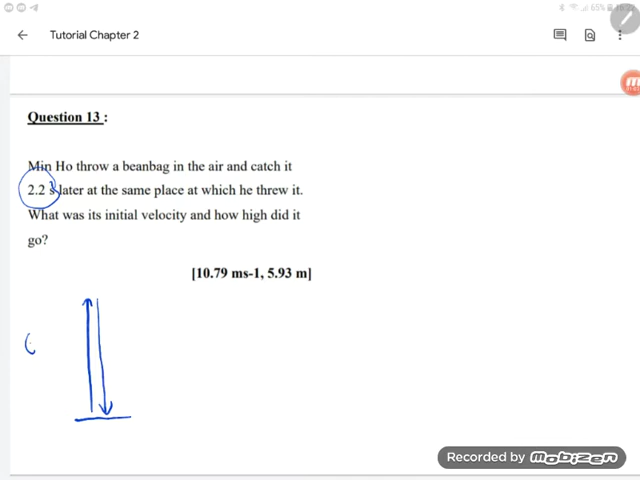 65%
Tutorial Chapter 2
Question 13 :
Min Ho throw a beanbag in the air and catch it
2.2 s later at the same place at which he threw it.
What was its initial velocity and how high did it
go?
[10.79 ms-1, 5.93 m]
Recorded by Mobizen